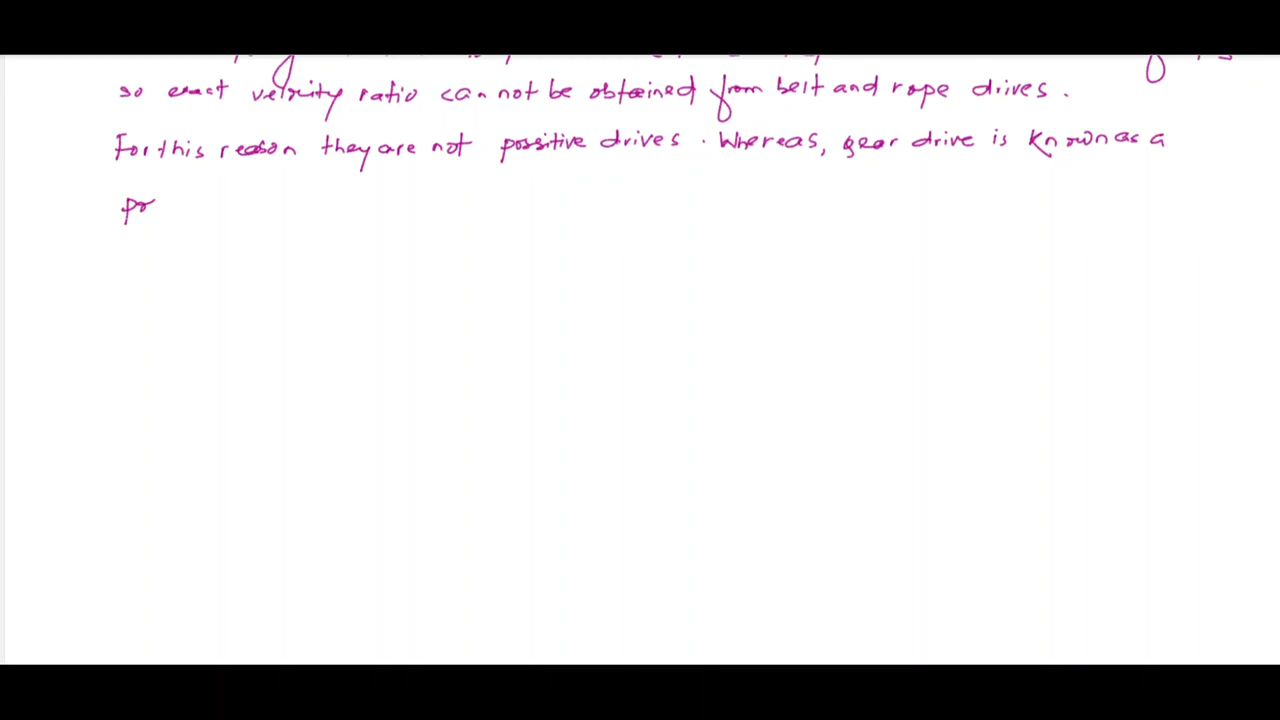 so exact velocity ratio can not be obtained from belt and rope drives.
For this reason they are not possitive drives. Whereas, gear drive is known as a
po